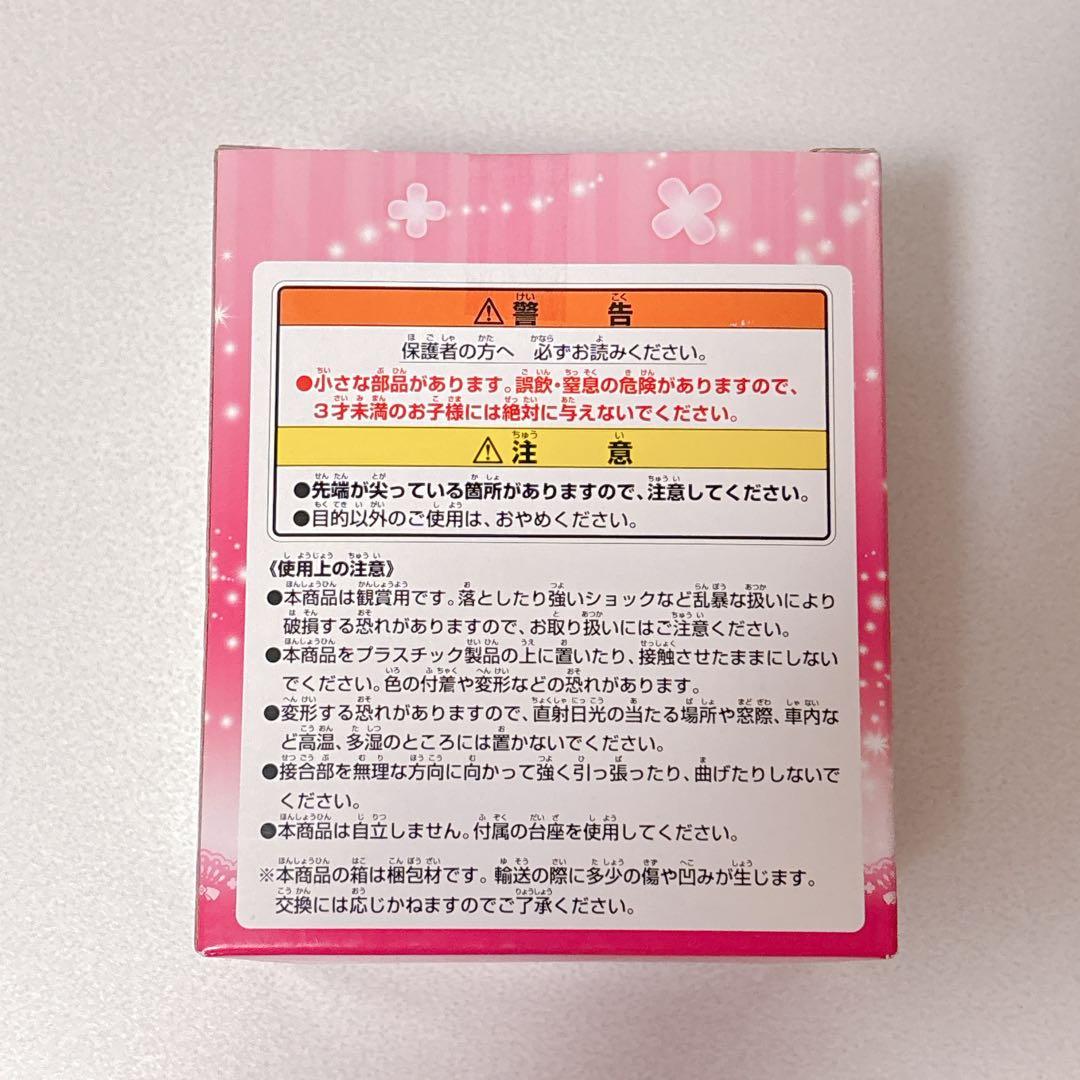 ⚠警告
保護者の方へ 必ずお読みください。
●小さな部品があります。誤飲・窒息の危険がありますので、
3才未満のお子様には絶対に与えないでください。
⚠注意
●先端が尖っている箇所がありますので、注意してください。
●目的以外のご使用は、おやめください。
《使用上の注意》
●本商品は観賞用です。落としたり強いショックなど乱暴な扱いにより
破損する恐れがありますので、お取り扱いにはご注意ください。
●本商品をプラスチック製品の上に置いたり、接触させたままにしない
でください。色の付着や変形などの恐れがあります。
●変形する恐れがありますので、直射日光の当たる場所や窓際、車内な
ど高温、多湿のところには置かないでください。
●接合部を無理な方向に向かって強く引っ張ったり、曲げたりしないで
ください。
●本商品は自立しません。付属の台座を使用してください。
※本商品の箱は梱包材です。輸送の際に多少の傷や凹みが生じます。
交換には応じかねますのでご了承ください。